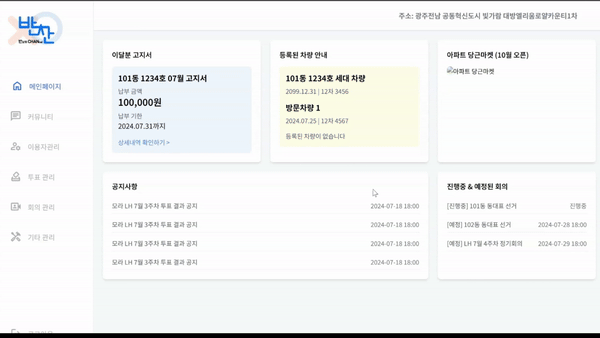 반산
주소: 광주전남 공동혁신도시 빛가람 대방엘리움로얄카운티1차
메인페이지
커뮤니티
이용자관리
투표 관리
회의 관리
기타 관리
이달분 고지서
101동 1234호 07월 고지서
납부 금액
100,000원
납부 기한
2024.07.31까지
상세내역 확인하기 >
등록된 차량 안내
101동 1234호 세대 차량
2099.12.31 | 12차 3456
방문차량 1
2024.07.25 | 12차 4567
등록된 차량이 없습니다
아파트 당근마켓 (10월 오픈)
아파트 당근마켓
공지사항
모라 LH 7월 3주차 투표 결과 공지 2024-07-18 18:00
모라 LH 7월 3주차 투표 결과 공지 2024-07-18 18:00
모라 LH 7월 3주차 투표 결과 공지 2024-07-18 18:00
모라 LH 7월 3주차 투표 결과 공지 2024-07-18 18:00
진행중 & 예정된 회의
[진행중] 101동 동대표 선거 진행중
[예정] 102동 동대표 선거 2024-07-28 18:00
[예정] LH 7월 4주차 정기회의 2024-07-29 18:00